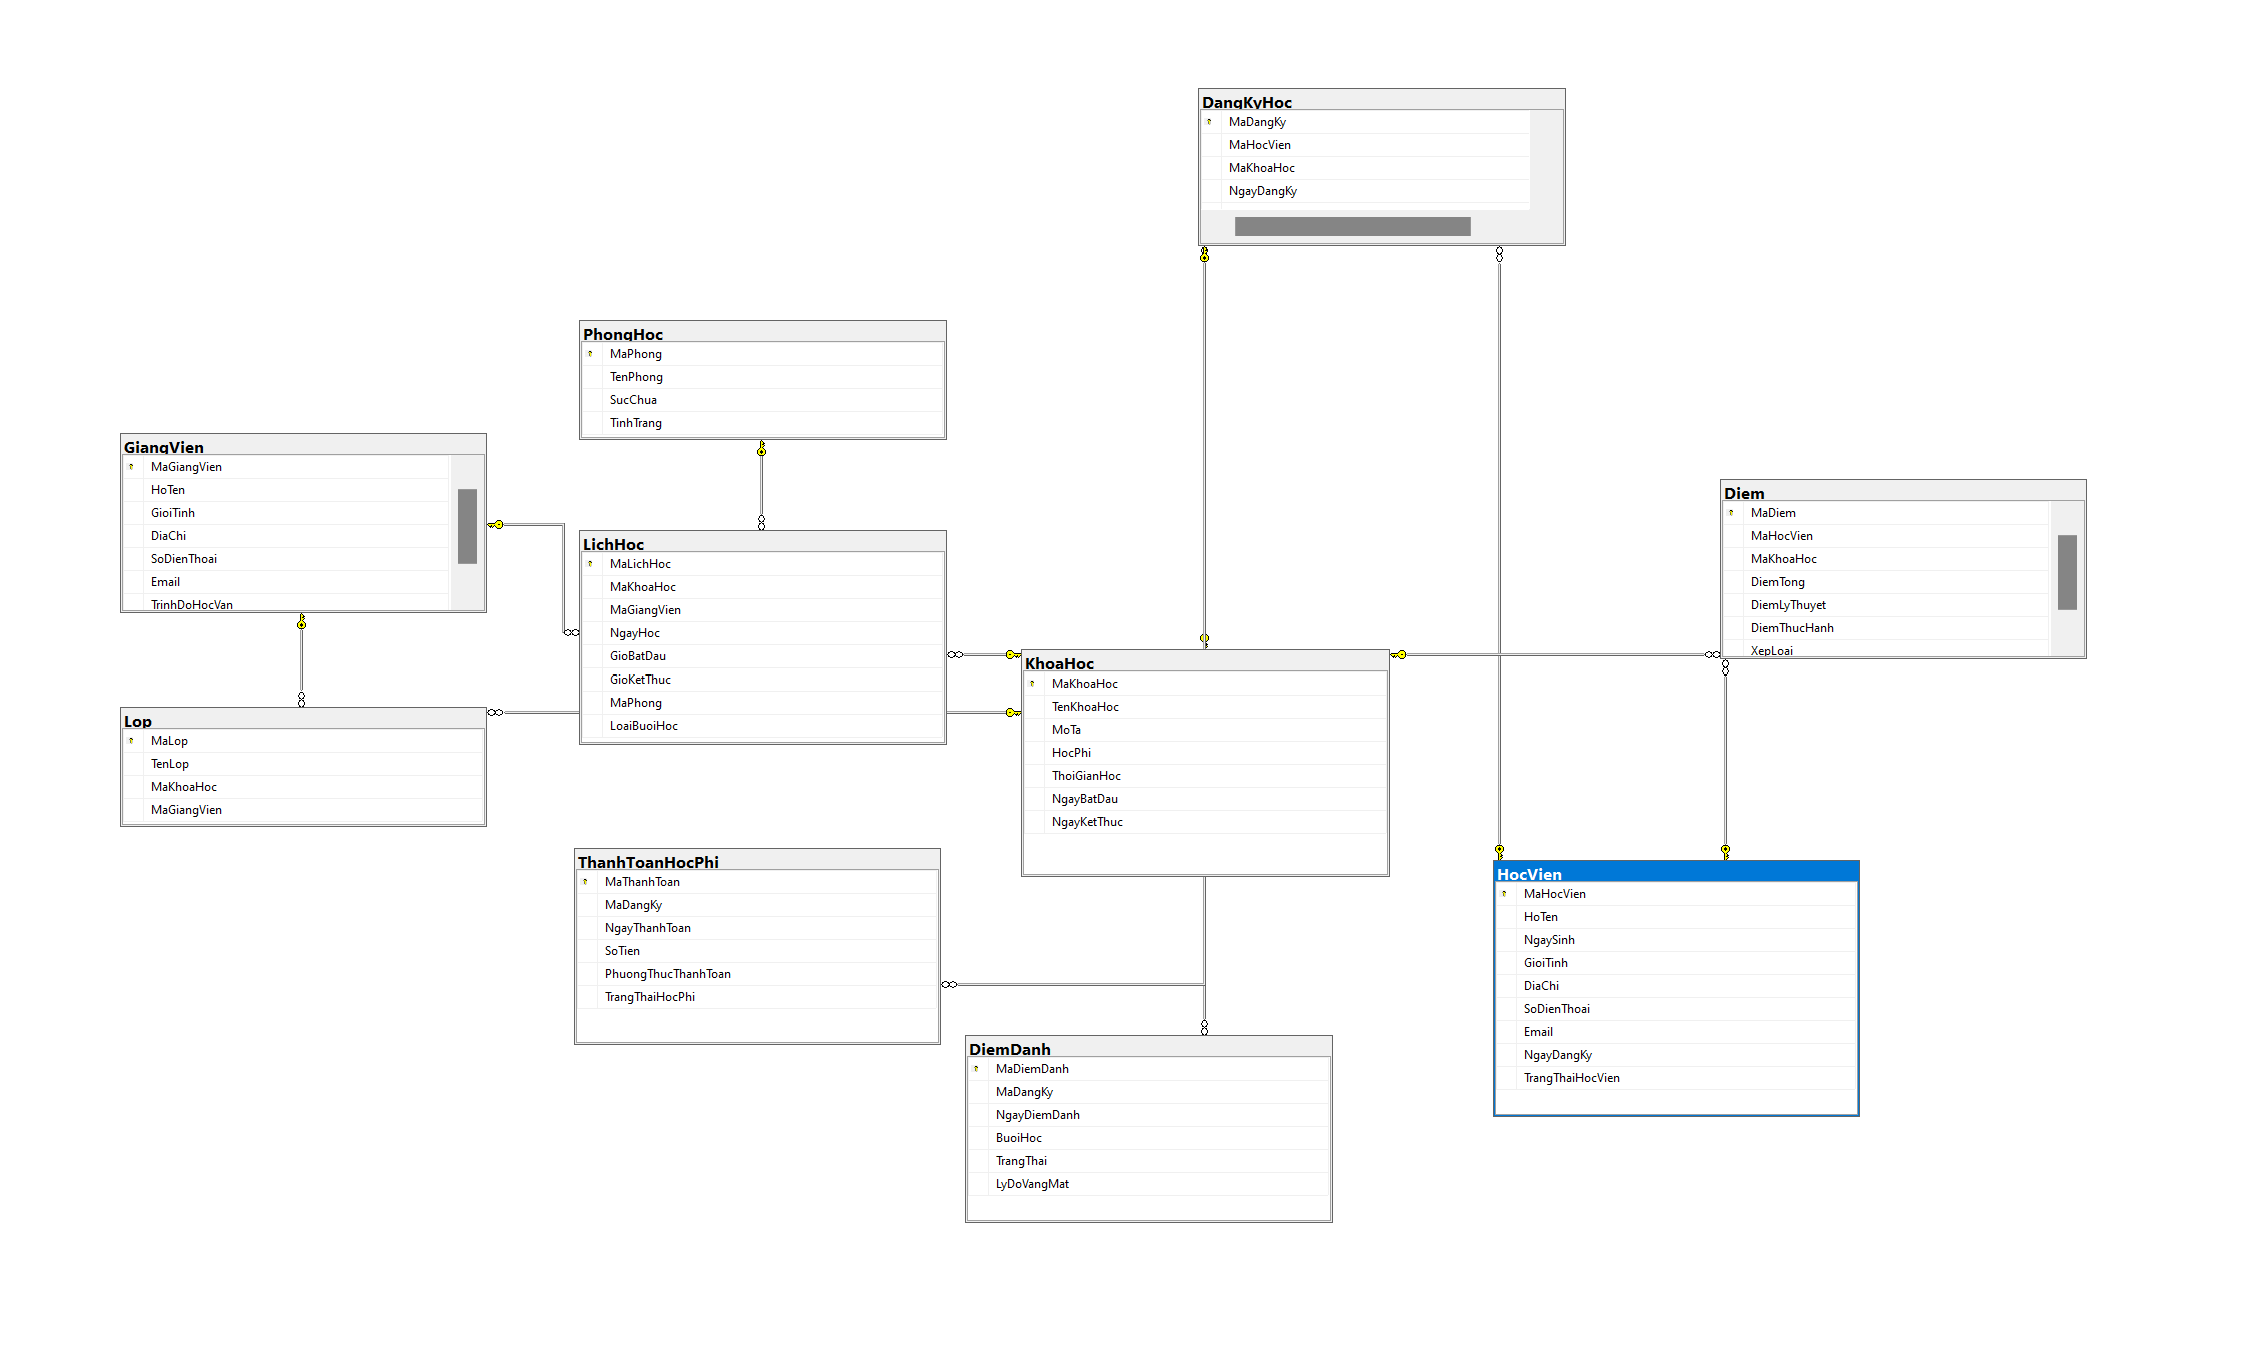 DangKyHoc
MaDangKy
MaHocVien
MaKhoaHoc
NgayDangKy
PhongHoc
MaPhong
TenPhong
SucChua
TinhTrang
GiangVien
MaGiangVien
HoTen
GioiTinh
DiaChi
SoDienThoai
Email
TrinhDoHocVan
LichHoc
MaLichHoc
MaKhoaHoc
MaGiangVien
NgayHoc
GioBatDau
GioKetThuc
MaPhong
LoaiBuoiHoc
Diem
MaDiem
MaHocVien
MaKhoaHoc
DiemTong
DiemLyThuyet
DiemThucHanh
XepLoai
KhoaHoc
MaKhoaHoc
TenKhoaHoc
MoTa
HocPhi
ThoiGianHoc
NgayBatDau
NgayKetThuc
Lop
MaLop
TenLop
MaKhoaHoc
MaGiangVien
ThanhToanHocPhi
MaThanhToan
MaDangKy
NgayThanhToan
SoTien
PhuongThucThanhToan
TrangThaiHocPhi
HocVien
MaHocVien
HoTen
NgaySinh
GioiTinh
DiaChi
SoDienThoai
Email
NgayDangKy
TrangThaiHocVien
DiemDanh
MaDiemDanh
MaDangKy
NgayDiemDanh
BuoiHoc
TrangThai
LyDoVangMat